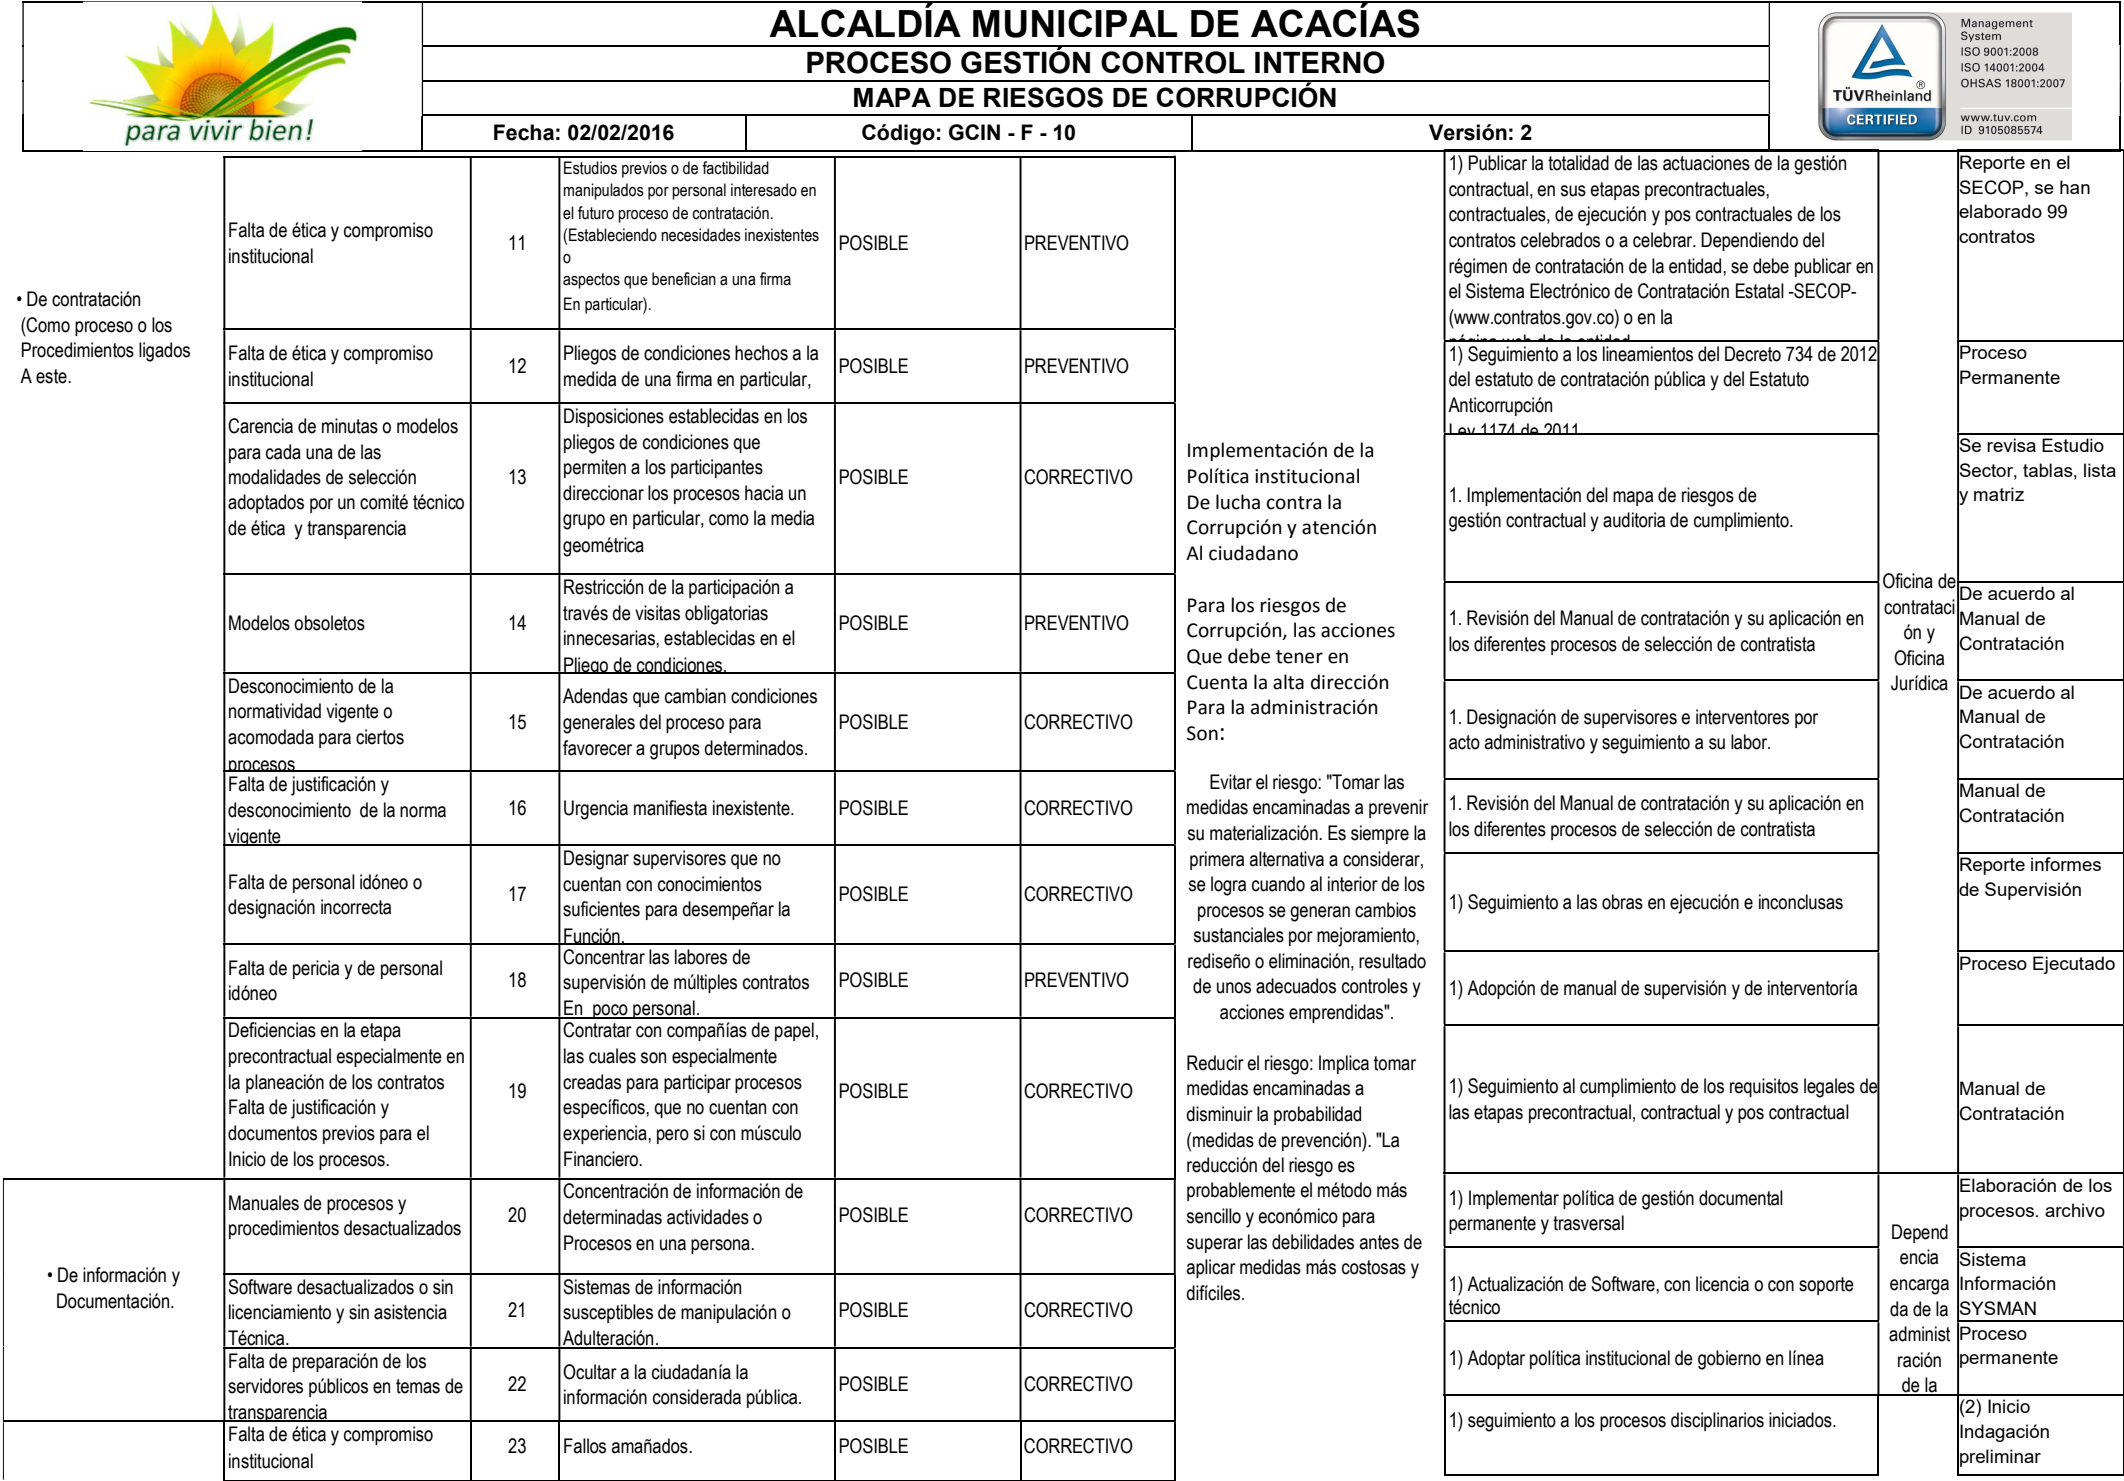 para vivir bien!
ALCALDÍA MUNICIPAL DE ACACÍAS
PROCESO GESTIÓN CONTROL INTERNO
MAPA DE RIESGOS DE CORRUPCIÓN
Fecha: 02/02/2016
Código: GCIN - F - 10
Versión: 2
TÜVRheinland
®
CERTIFIED
Management
System
ISO 9001:2008
ISO 14001:2004
OHSAS 18001:2007
www.tuv.com
ID 9105085574
• De contratación
(Como proceso o los
Procedimientos ligados
A este.
Falta de ética y compromiso
institucional
11
Estudios previos o de factibilidad
manipulados por personal interesado en
el futuro proceso de contratación.
(Estableciendo necesidades inexistentes
o
aspectos que benefician a una firma
En particular).
POSIBLE
PREVENTIVO
Falta de ética y compromiso
institucional
12
Pliegos de condiciones hechos a la
medida de una firma en particular,
POSIBLE
PREVENTIVO
Carencia de minutas o modelos
para cada una de las
modalidades de selección
adoptados por un comité técnico
de ética y transparencia
13
Disposiciones establecidas en los
pliegos de condiciones que
permiten a los participantes
direccionar los procesos hacia un
grupo en particular, como la media
geométrica
POSIBLE
CORRECTIVO
Modelos obsoletos
14
Restricción de la participación a
través de visitas obligatorias
innecesarias, establecidas en el
Pliego de condiciones.
POSIBLE
PREVENTIVO
Desconocimiento de la
normatividad vigente o
acomodada para ciertos
procesos
15
Adendas que cambian condiciones
generales del proceso para
favorecer a grupos determinados.
POSIBLE
CORRECTIVO
Falta de justificación y
desconocimiento de la norma
vigente
16
Urgencia manifiesta inexistente.
POSIBLE
CORRECTIVO
Falta de personal idóneo o
designación incorrecta
17
Designar supervisores que no
cuentan con conocimientos
suficientes para desempeñar la
Función.
POSIBLE
CORRECTIVO
Falta de pericia y de personal
idóneo
18
Concentrar las labores de
supervisión de múltiples contratos
En poco personal.
POSIBLE
PREVENTIVO
Deficiencias en la etapa
precontractual especialmente en
la planeación de los contratos
Falta de justificación y
documentos previos para el
Inicio de los procesos.
19
Contratar con compañías de papel,
las cuales son especialmente
creadas para participar procesos
específicos, que no cuentan con
experiencia, pero si con músculo
Financiero.
POSIBLE
CORRECTIVO
• De información y
Documentación.
Manuales de procesos y
procedimientos desactualizados
20
Concentración de información de
determinadas actividades o
Procesos en una persona.
POSIBLE
CORRECTIVO
Software desactualizados o sin
licenciamiento y sin asistencia
Técnica.
21
Sistemas de información
susceptibles de manipulación o
Adulteración.
POSIBLE
CORRECTIVO
Falta de preparación de los
servidores públicos en temas de
transparencia
22
Ocultar a la ciudadanía la
información considerada pública.
POSIBLE
CORRECTIVO
Falta de ética y compromiso
institucional
23
Fallos amañados.
POSIBLE
CORRECTIVO
Implementación de la
Política institucional
De lucha contra la
Corrupción y atención
Al ciudadano
Para los riesgos de
Corrupción, las acciones
Que debe tener en
Cuenta la alta dirección
Para la administración
Son:
Evitar el riesgo: "Tomar las
medidas encaminadas a prevenir
su materialización. Es siempre la
primera alternativa a considerar,
se logra cuando al interior de los
procesos se generan cambios
sustanciales por mejoramiento,
rediseño o eliminación, resultado
de unos adecuados controles y
acciones emprendidas".
Reducir el riesgo: Implica tomar
medidas encaminadas a
disminuir la probabilidad
(medidas de prevención). "La
reducción del riesgo es
probablemente el método más
sencillo y económico para
superar las debilidades antes de
aplicar medidas más costosas y
difíciles.
1) Publicar la totalidad de las actuaciones de la gestión
contractual, en sus etapas precontractuales,
contractuales, de ejecución y pos contractuales de los
contratos celebrados o a celebrar. Dependiendo del
régimen de contratación de la entidad, se debe publicar en
el Sistema Electrónico de Contratación Estatal -SECOP-
(www.contratos.gov.co) o en la
página web de la entidad
1) Seguimiento a los lineamientos del Decreto 734 de 2012
del estatuto de contratación pública y del Estatuto
Anticorrupción
Ley 1174 de 2011
1. Implementación del mapa de riesgos de
gestión contractual y auditoria de cumplimiento.
1. Revisión del Manual de contratación y su aplicación en
los diferentes procesos de selección de contratista
1. Designación de supervisores e interventores por
acto administrativo y seguimiento a su labor.
1. Revisión del Manual de contratación y su aplicación en
los diferentes procesos de selección de contratista
1) Seguimiento a las obras en ejecución e inconclusas
1) Adopción de manual de supervisión y de interventoría
1) Seguimiento al cumplimiento de los requisitos legales de
las etapas precontractual, contractual y pos contractual
1) Implementar política de gestión documental
permanente y trasversal
1) Actualización de Software, con licencia o con soporte
técnico
1) Adoptar política institucional de gobierno en línea
1) seguimiento a los procesos disciplinarios iniciados.
Oficina de
contrataci
ón y
Oficina
Jurídica
Depend
encia
encarga
da de la
administ
ración
de la
Reporte en el
SECOP, se han
elaborado 99
contratos
Proceso
Permanente
Se revisa Estudio
Sector, tablas, lista
y matriz
De acuerdo al
Manual de
Contratación
De acuerdo al
Manual de
Contratación
Manual de
Contratación
Reporte informes
de Supervisión
Proceso Ejecutado
Manual de
Contratación
Elaboración de los
procesos. archivo
Sistema
Información
SYSMAN
Proceso
permanente
(2) Inicio
Indagación
preliminar